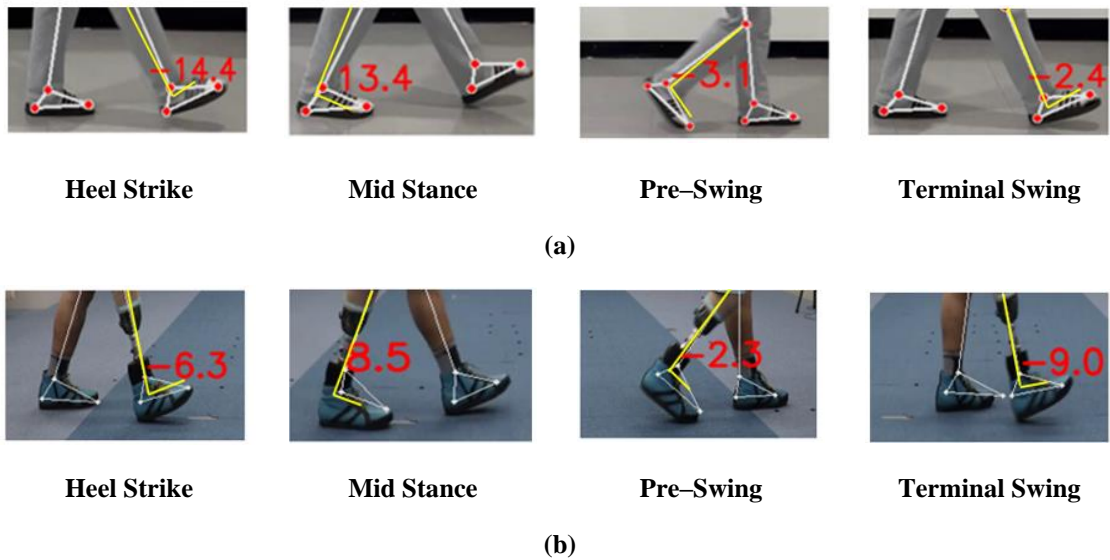 -14.4 13.4 -3.1 -2.4
Heel Strike Mid Stance Pre–Swing Terminal Swing
(a)
-6.3 8.5 -2.3 -9.0
Heel Strike Mid Stance Pre–Swing Terminal Swing
(b)